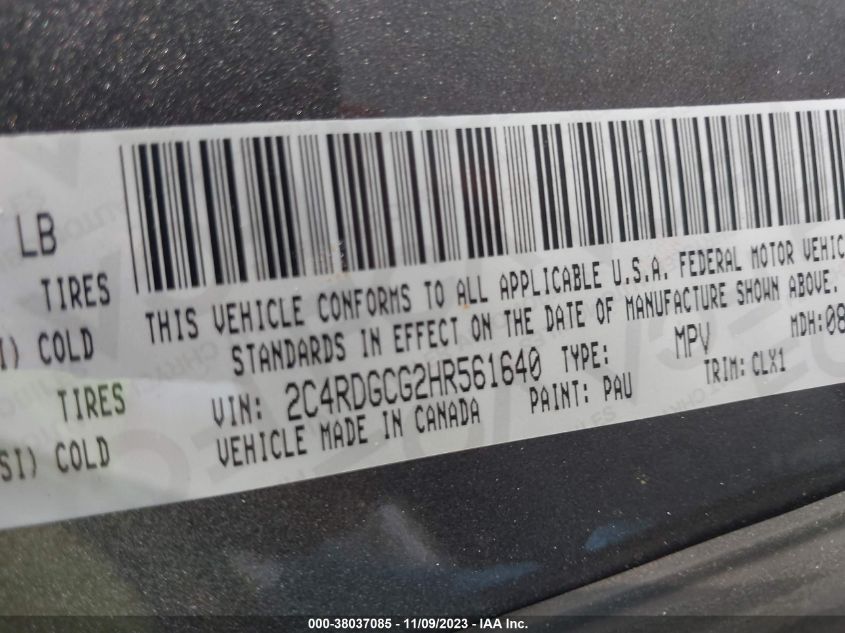 LB
TIRES
THIS VEHICLE CONFORMS TO ALL APPLICABLE U.S.A. FEDERAL MOTOR VEHIC
I) COLD
STANDARDS IN EFFECT ON THE DATE OF MANUFACTURE SHOWN ABOVE.
TIRES
VIN: 2C4RDGCG2HR561640 TYPE: MPV MDH:08
SI) COLD
VEHICLE MADE IN CANADA PAINT: PAU TRIM: CLX1
000-38037085 - 11/09/2023 - IAA Inc.